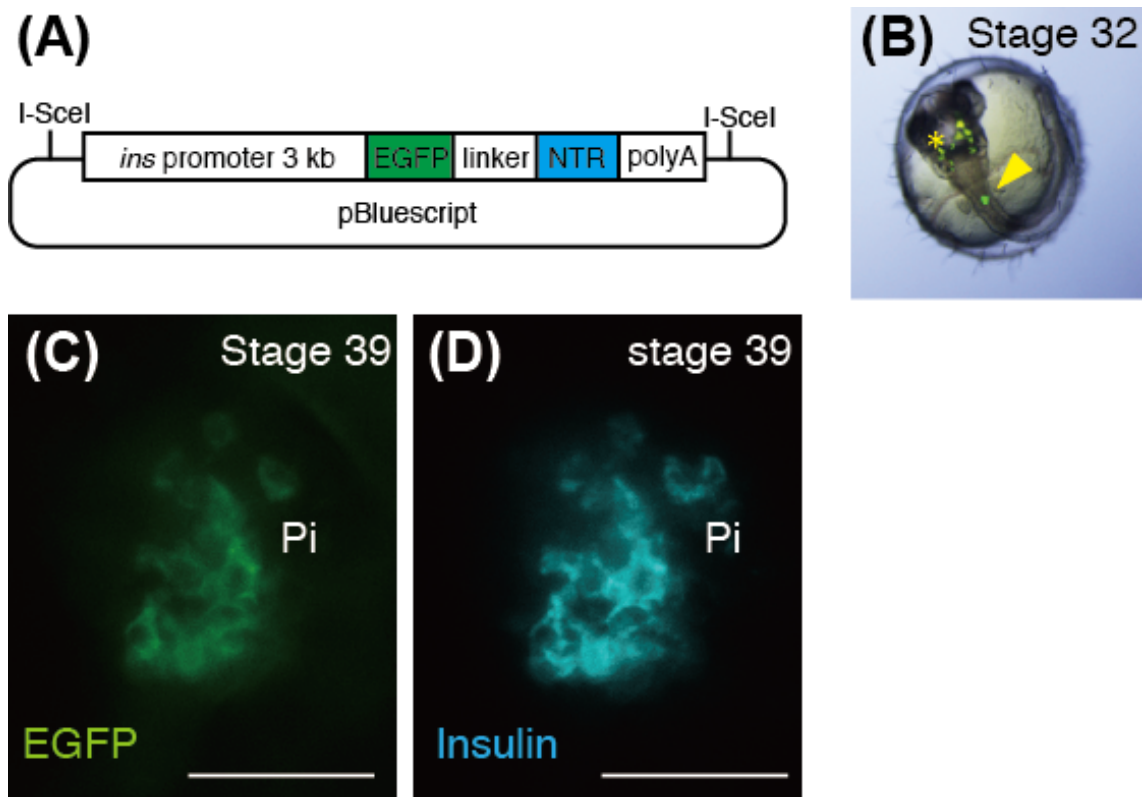 (A)
I-SceI
I-SceI
ins promoter 3 kb
EGFP
linker
NTR
polyA
pBluescript
(B) Stage 32
*
(C) Stage 39
Pi
EGFP
(D) stage 39
Pi
Insulin